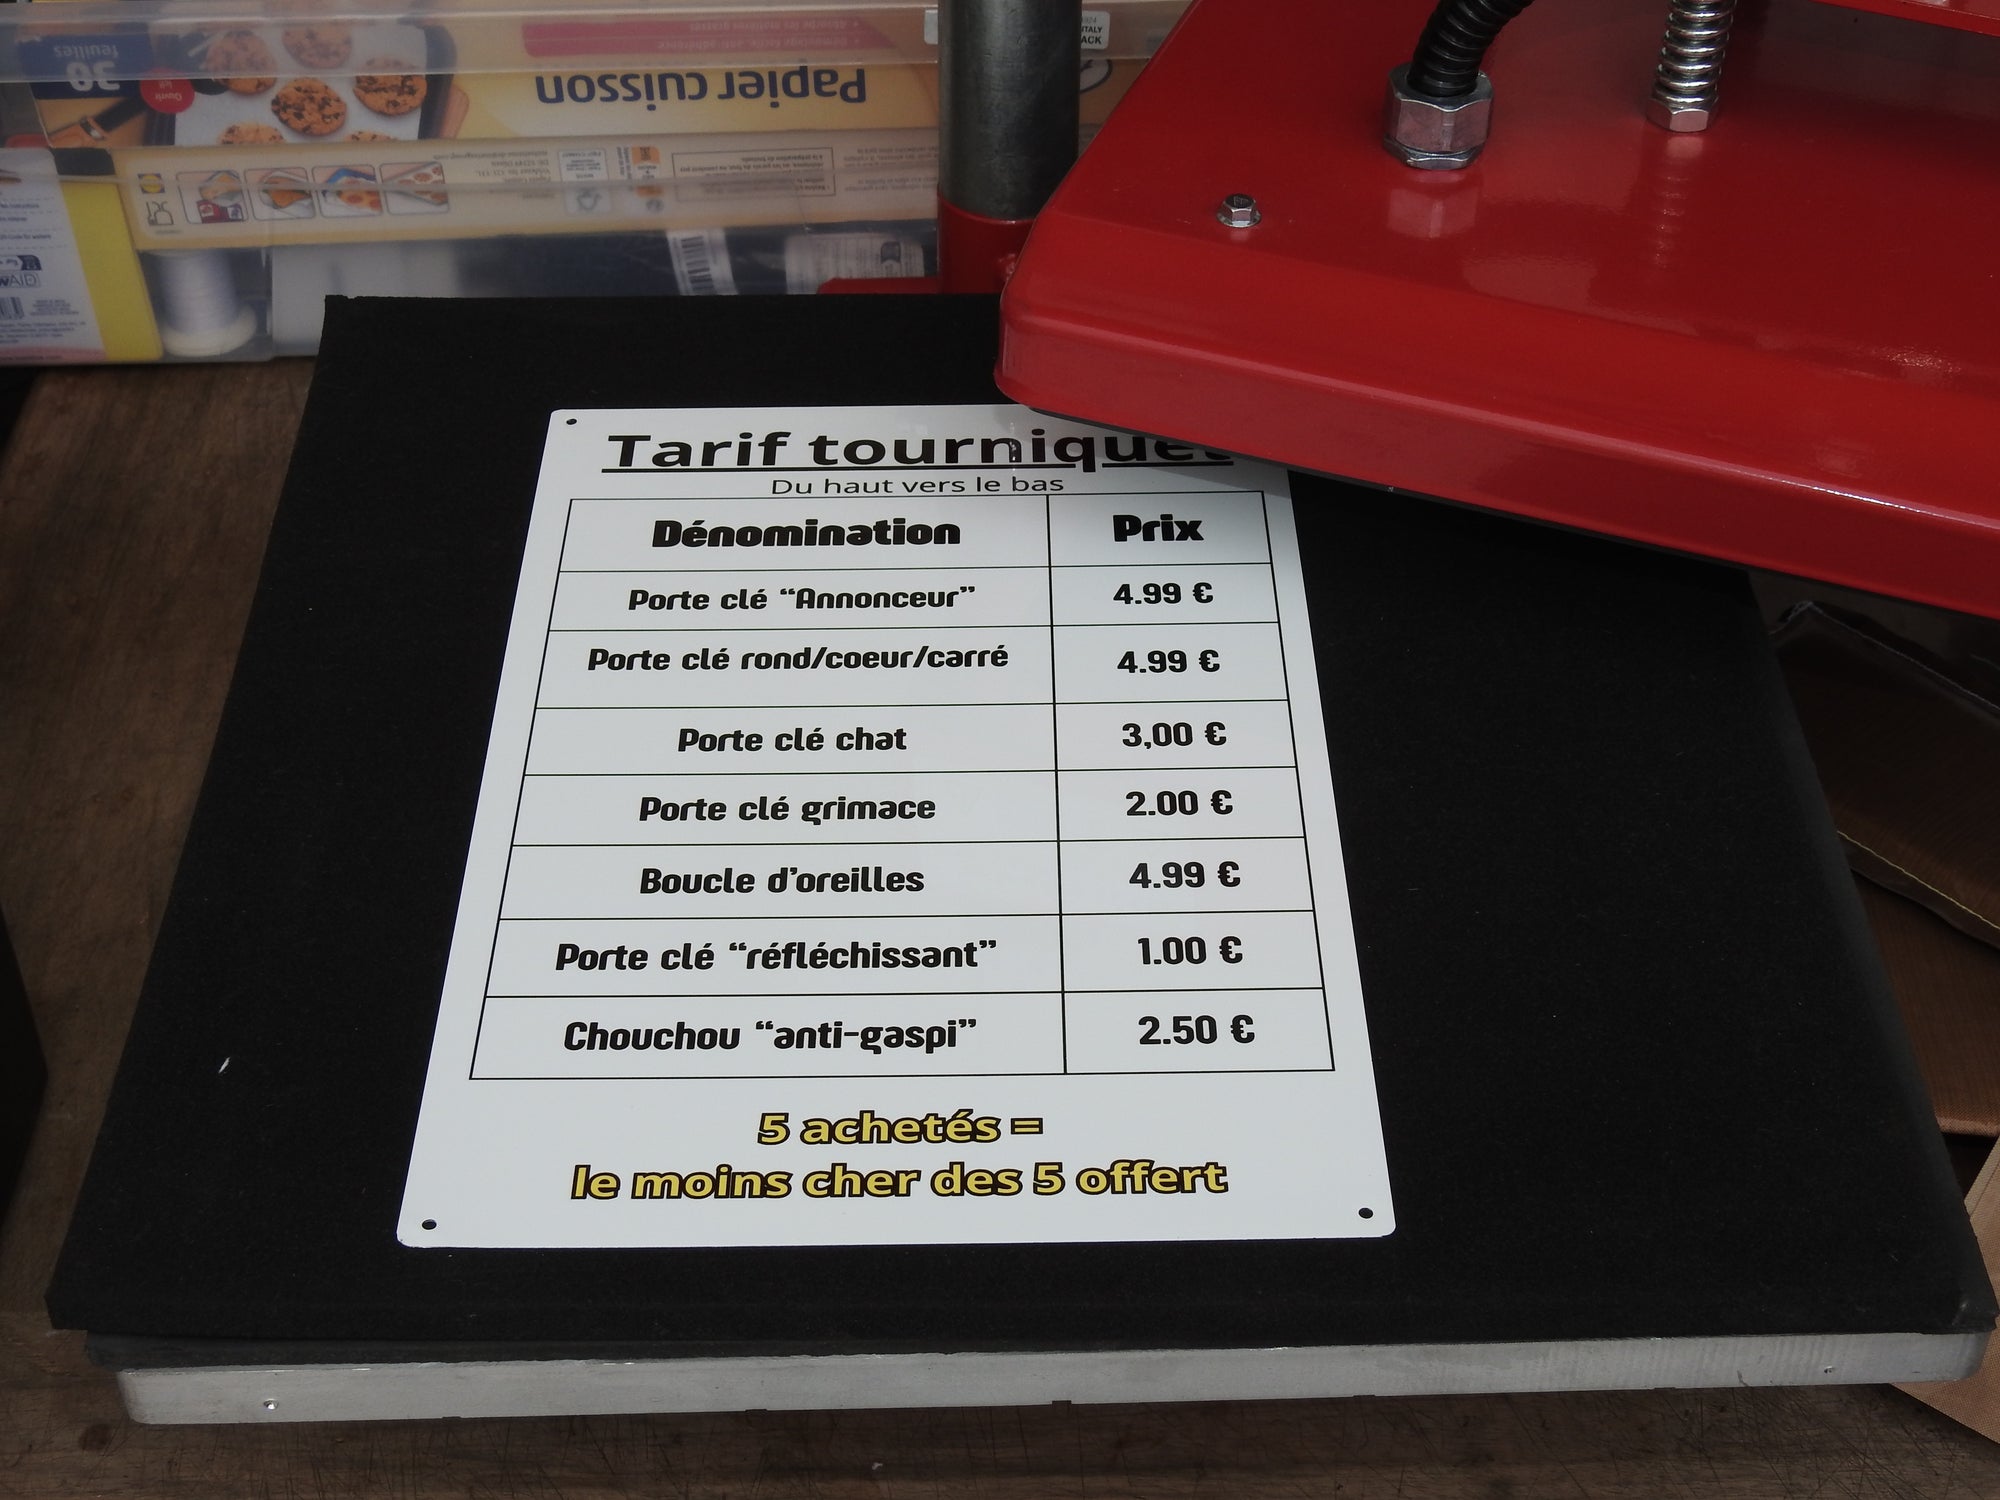 30
feuilles
Papier cuisson
ITALY
Tarif tourniquet
Du haut vers le bas
Dénomination Prix
Porte clé “Annonceur” 4.99 €
Porte clé rond/coeur/carré 4.99 €
Porte clé chat 3,00 €
Porte clé grimace 2.00 €
Boucle d’oreilles 4.99 €
Porte clé “réfléchissant” 1.00 €
Chouchou “anti-gaspi” 2.50 €
5 achetés =
le moins cher des 5 offert